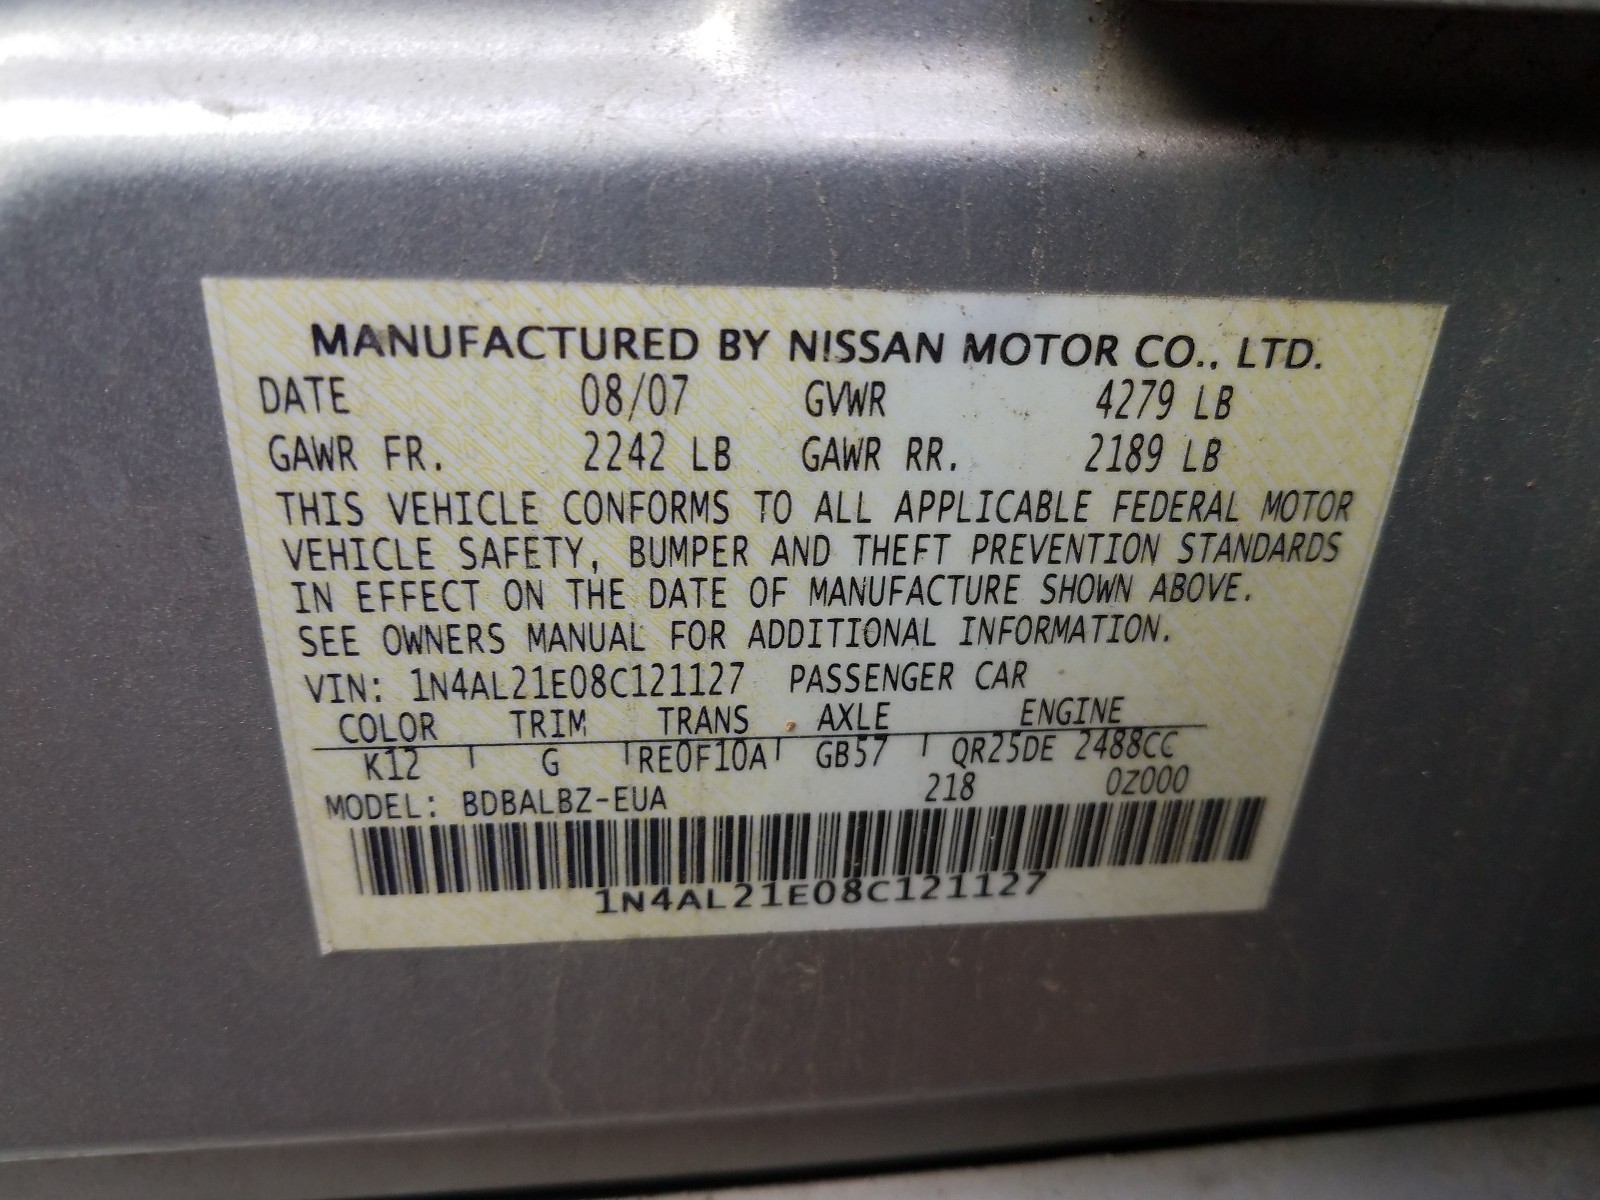 MANUFACTURED BY NISSAN MOTOR CO., LTD.
DATE 08/07 GVWR 4279 LB
GAWR FR. 2242 LB GAWR RR. 2189 LB
THIS VEHICLE CONFORMS TO ALL APPLICABLE FEDERAL MOTOR
VEHICLE SAFETY, BUMPER AND THEFT PREVENTION STANDARDS
IN EFFECT ON THE DATE OF MANUFACTURE SHOWN ABOVE.
SEE OWNERS MANUAL FOR ADDITIONAL INFORMATION.
VIN: 1N4AL21E08C121127 PASSENGER CAR
COLOR TRIM TRANS AXLE ENGINE
K12 G RE0F10A GB57 QR25DE 2488CC
MODEL: BDBALBZ-EUA 218 0Z000
1N4AL21E08C121127